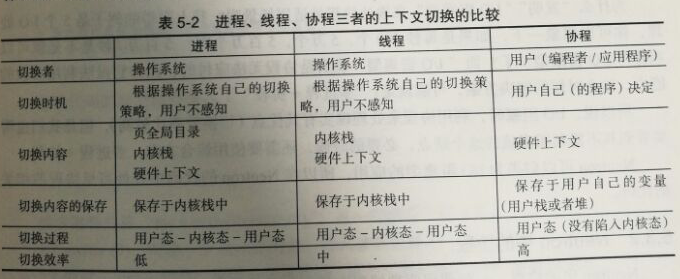 表 5-2 进程、线程、协程三者的上下文切换的比较
进程 线程 协程
切换者 操作系统 操作系统 用户（编程者 / 应用程序）
切换时机 根据操作系统自己的切换策略，用户不感知 根据操作系统自己的切换策略，用户不感知 用户自己（的程序）决定
切换内容 页全局目录 内核栈 硬件上下文 内核栈 硬件上下文 硬件上下文
切换内容的保存 保存于内核栈中 保存于内核栈中 保存于用户自己的变量（用户栈或者堆）
切换过程 用户态 – 内核态 – 用户态 用户态 – 内核态 – 用户态 用户态（没有陷入内核态）
切换效率 低 中 高